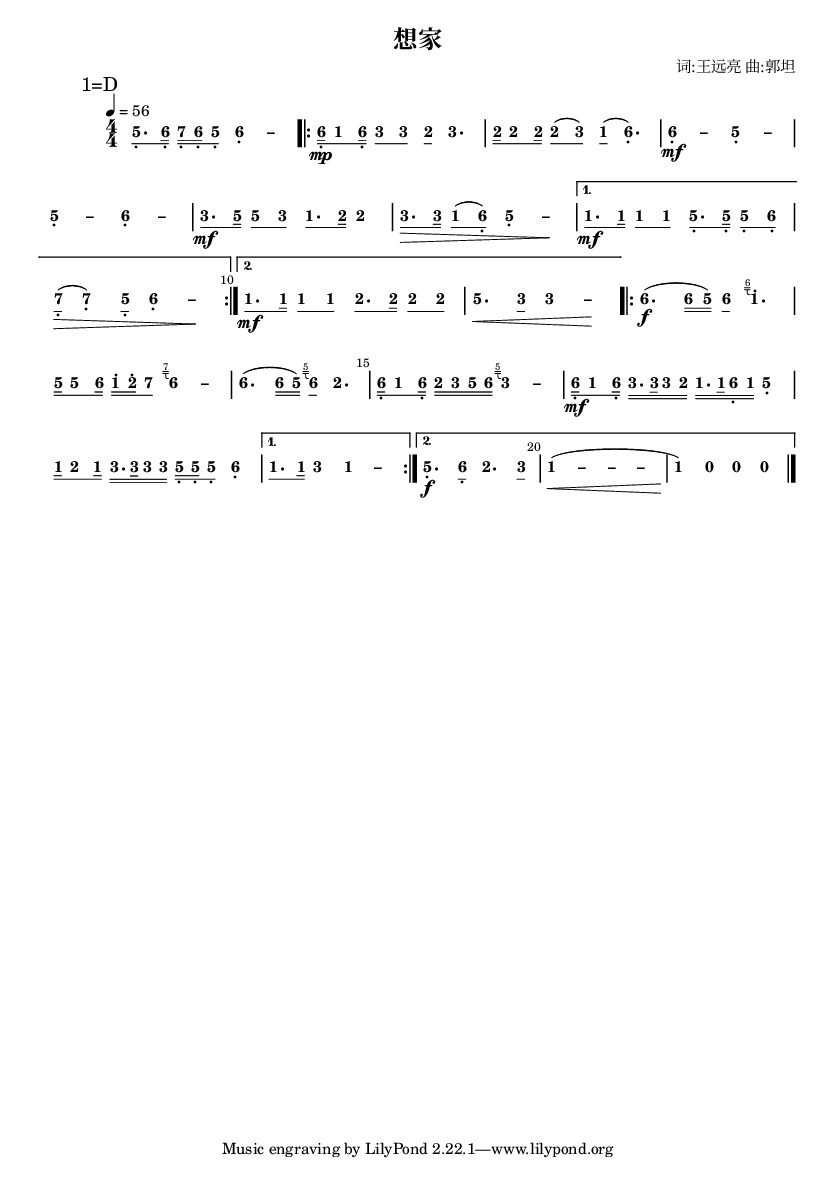 想家
词:王远亮 曲:郭坦
1=D
♩= 56
4/4 5· 6 7 6 5 6 – 6 1 6 3 3 2 3· 2 2 2 2 3 1 6· 6 – 5 –
mp mf
1.
5 – 6 – 3· 5 5 3 1· 2 2 3· 3 1 6 5 – 1· 1 1 1 5· 5 5 6
mf mf
10 2.
7 7 5 6 – 1· 1 1 1 2· 2 2 2 5· 3 3 – 6· 6 5 6 6 1·
mf f
15
5 5 6 1 2 7 7 6 – 6· 6 5 5 6 2· 6 1 6 2 3 5 6 5 3 – 6 1 6 3· 3 3 2 1· 1 6 1 5
mf
1. 2. 20
1 2 1 3· 3 3 3 5 5 5 6 1· 1 3 1 – 5· 6 2· 3 1 – – – 1 0 0 0
f
Music engraving by LilyPond 2.22.1—www.lilypond.org